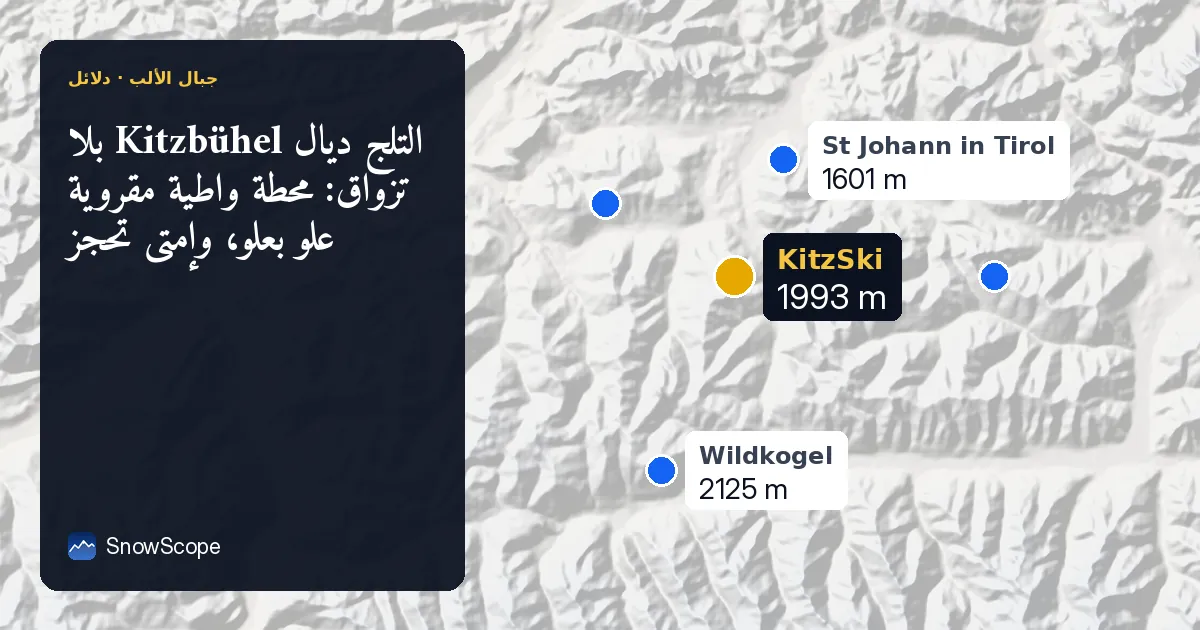 جبال الألب · دلائل
التلج ديال Kitzbühel بلا
تزواق: محطة واطية مقروية
علو بعلو، وإمتى تحجز
SnowScope
St Johann in Tirol
1601 m
KitzSki
1993 m
Wildkogel
2125 m